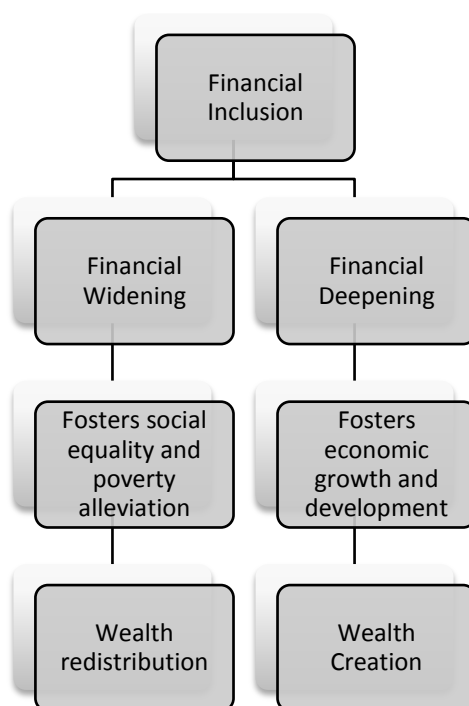 Financial
Inclusion
Financial
Widening
Financial
Deepening
Fosters social
equality and
poverty
alleviation
Fosters
economic
growth and
development
Wealth
redistribution
Wealth
Creation